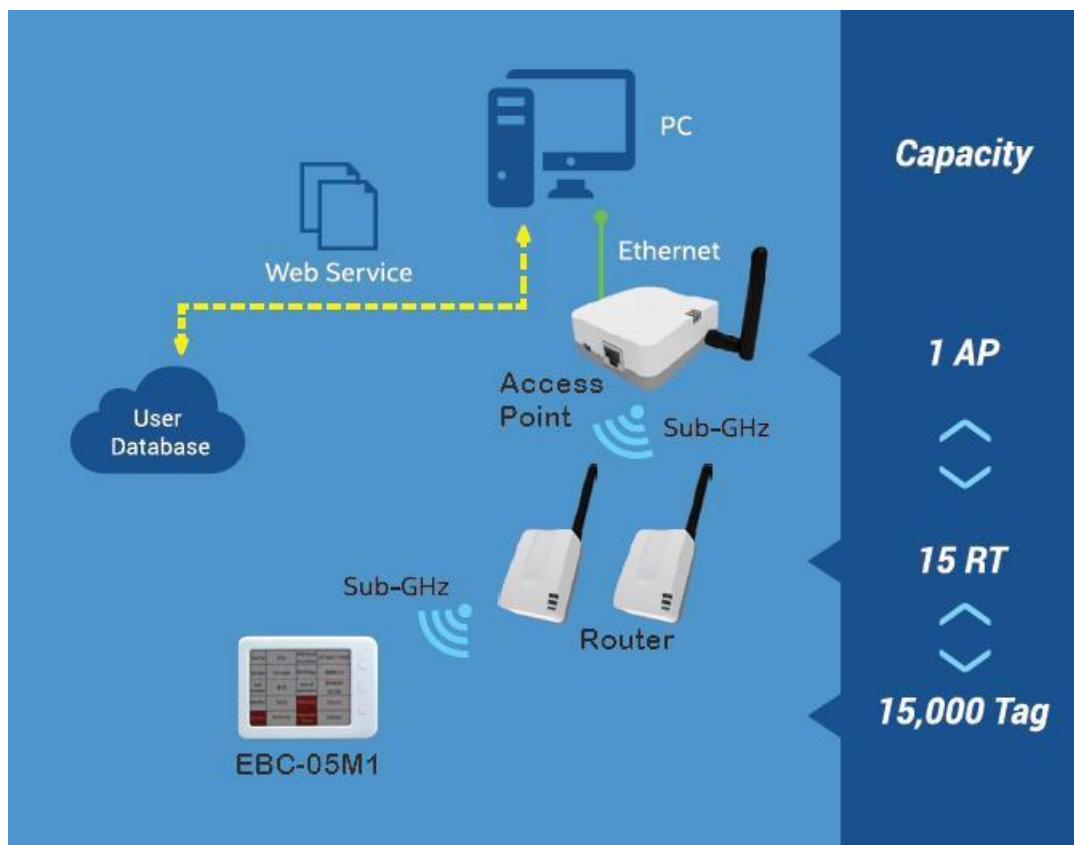 PC
Capacity
Ethernet
Web Service
1 AP
Access
Point
Sub-GHz
User
Database
15 RT
Sub-GHz
Router
15,000 Tag
EBC-05M1